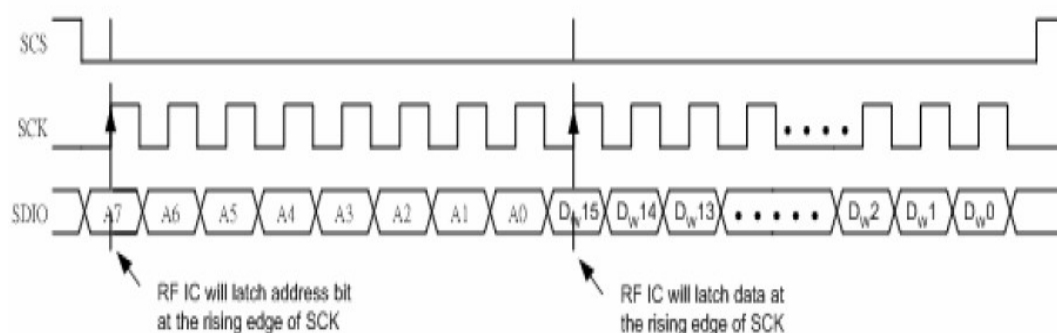 SCS
SCK
SDIO A7 A6 A5 A4 A3 A2 A1 A0 Dw15 Dw14 Dw13 Dw2 Dw1 Dw0
RF IC will latch address bit
at the rising edge of SCK
RF IC will latch data at
the rising edge of SCK